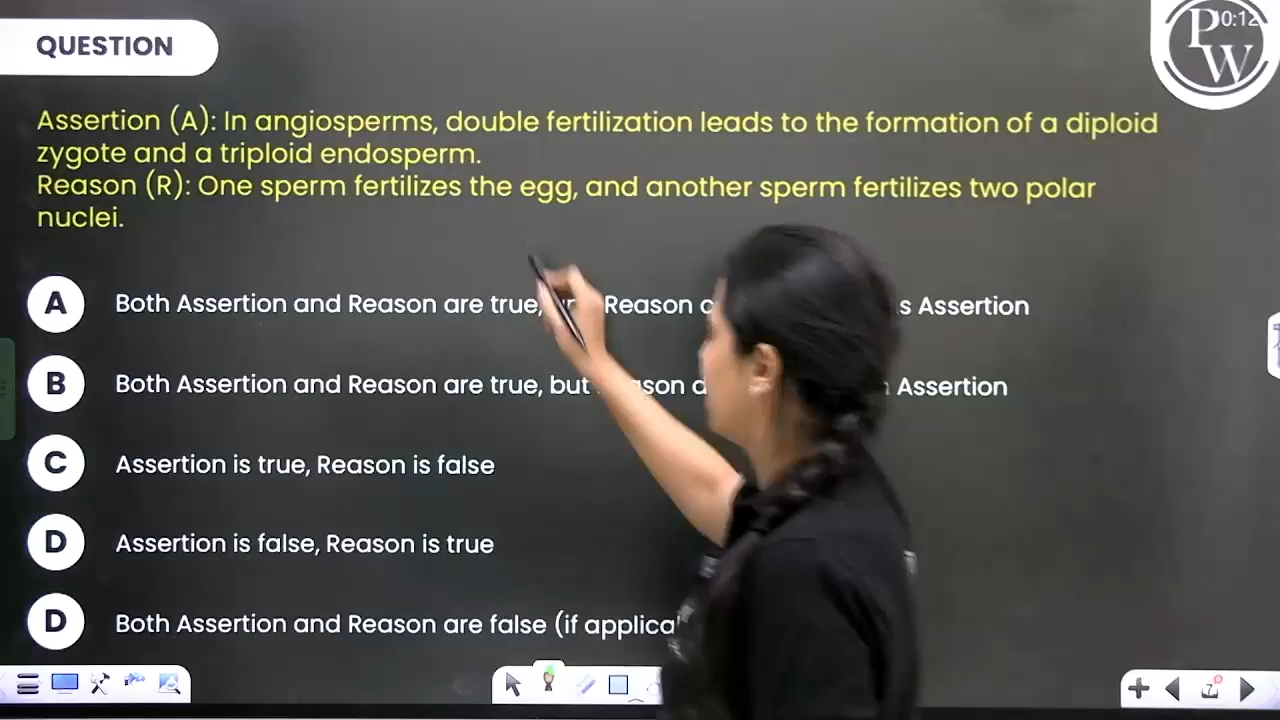 QUESTION
PW
0:12
Assertion (A): In angiosperms, double fertilization leads to the formation of a diploid
zygote and a triploid endosperm.
Reason (R): One sperm fertilizes the egg, and another sperm fertilizes two polar
nuclei.
A Both Assertion and Reason are true, Reason Assertion
B Both Assertion and Reason are true, but Assertion
C Assertion is true, Reason is false
D Assertion is false, Reason is true
D Both Assertion and Reason are false (if